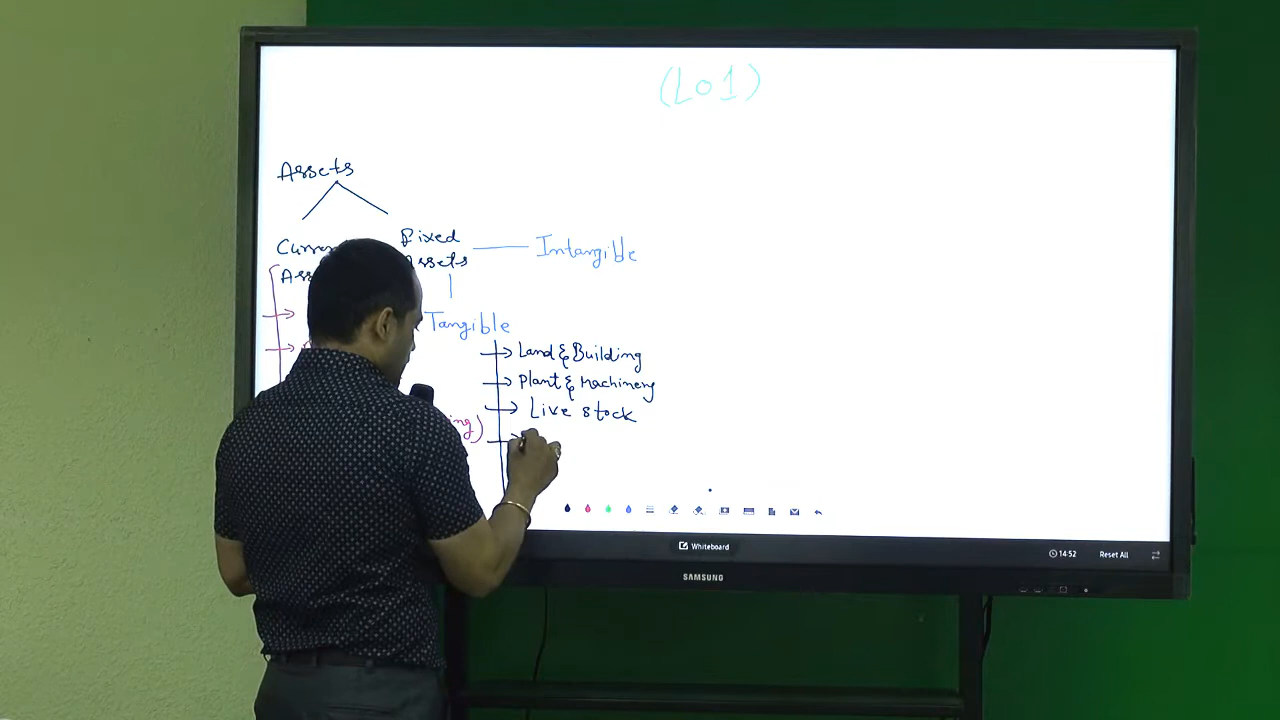 (LO1)
Assets
Fixed
Assets
Intangible
Tangible
Land & Building
Plant & Machinery
Live stock
Whiteboard
14:52
Reset All
SAMSUNG